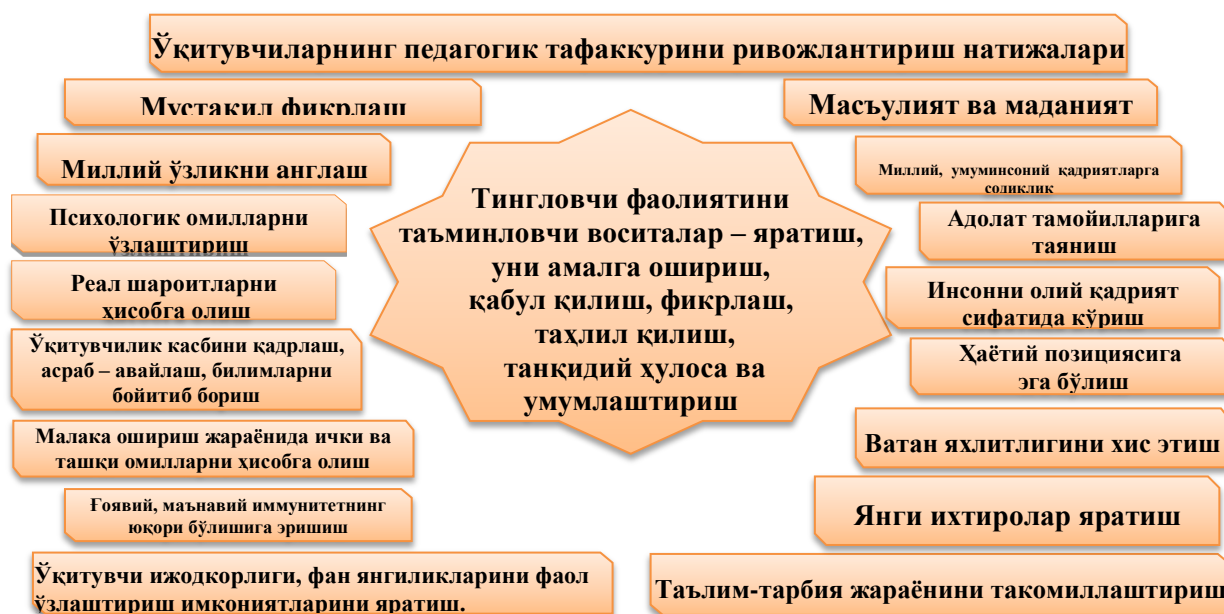 Ўқитувчиларнинг педагогик тафаккурини ривожлантириш натижалари
Мустақил фикрлаш
Масъулият ва маданият
Миллий ўзликни англаш
Миллий, умуминсоний қадриятларга
содиқлик
Психологик омилларни
ўзлаштириш
Адолат тамойилларига
таяниш
Реал шароитларни
ҳисобга олиш
Инсонни олий қадрият
сифатида кўриш
Ўқитувчилик касбини қадрлаш,
асраб – авайлаш, билимларни
бойитиб бориш
Ҳаётий позициясига
эга бўлиш
Тингловчи фаолиятини
таъминловчи воситалар – яратиш,
уни амалга ошириш,
қабул қилиш, фикрлаш,
таҳлил қилиш,
танқидий ҳулоса ва
умумлаштириш
Малака ошириш жараёнида ички ва
ташқи омилларни ҳисобга олиш
Ватан яхлитлигини хис этиш
Ғоявий, маънавий иммунитетнинг
юқори бўлишига эришиш
Янги ихтиролар яратиш
Ўқитувчи ижодкорлиги, фан янгиликларини фаол
ўзлаштириш имкониятларини яратиш.
Таълим-тарбия жараёнини такомиллаштириш